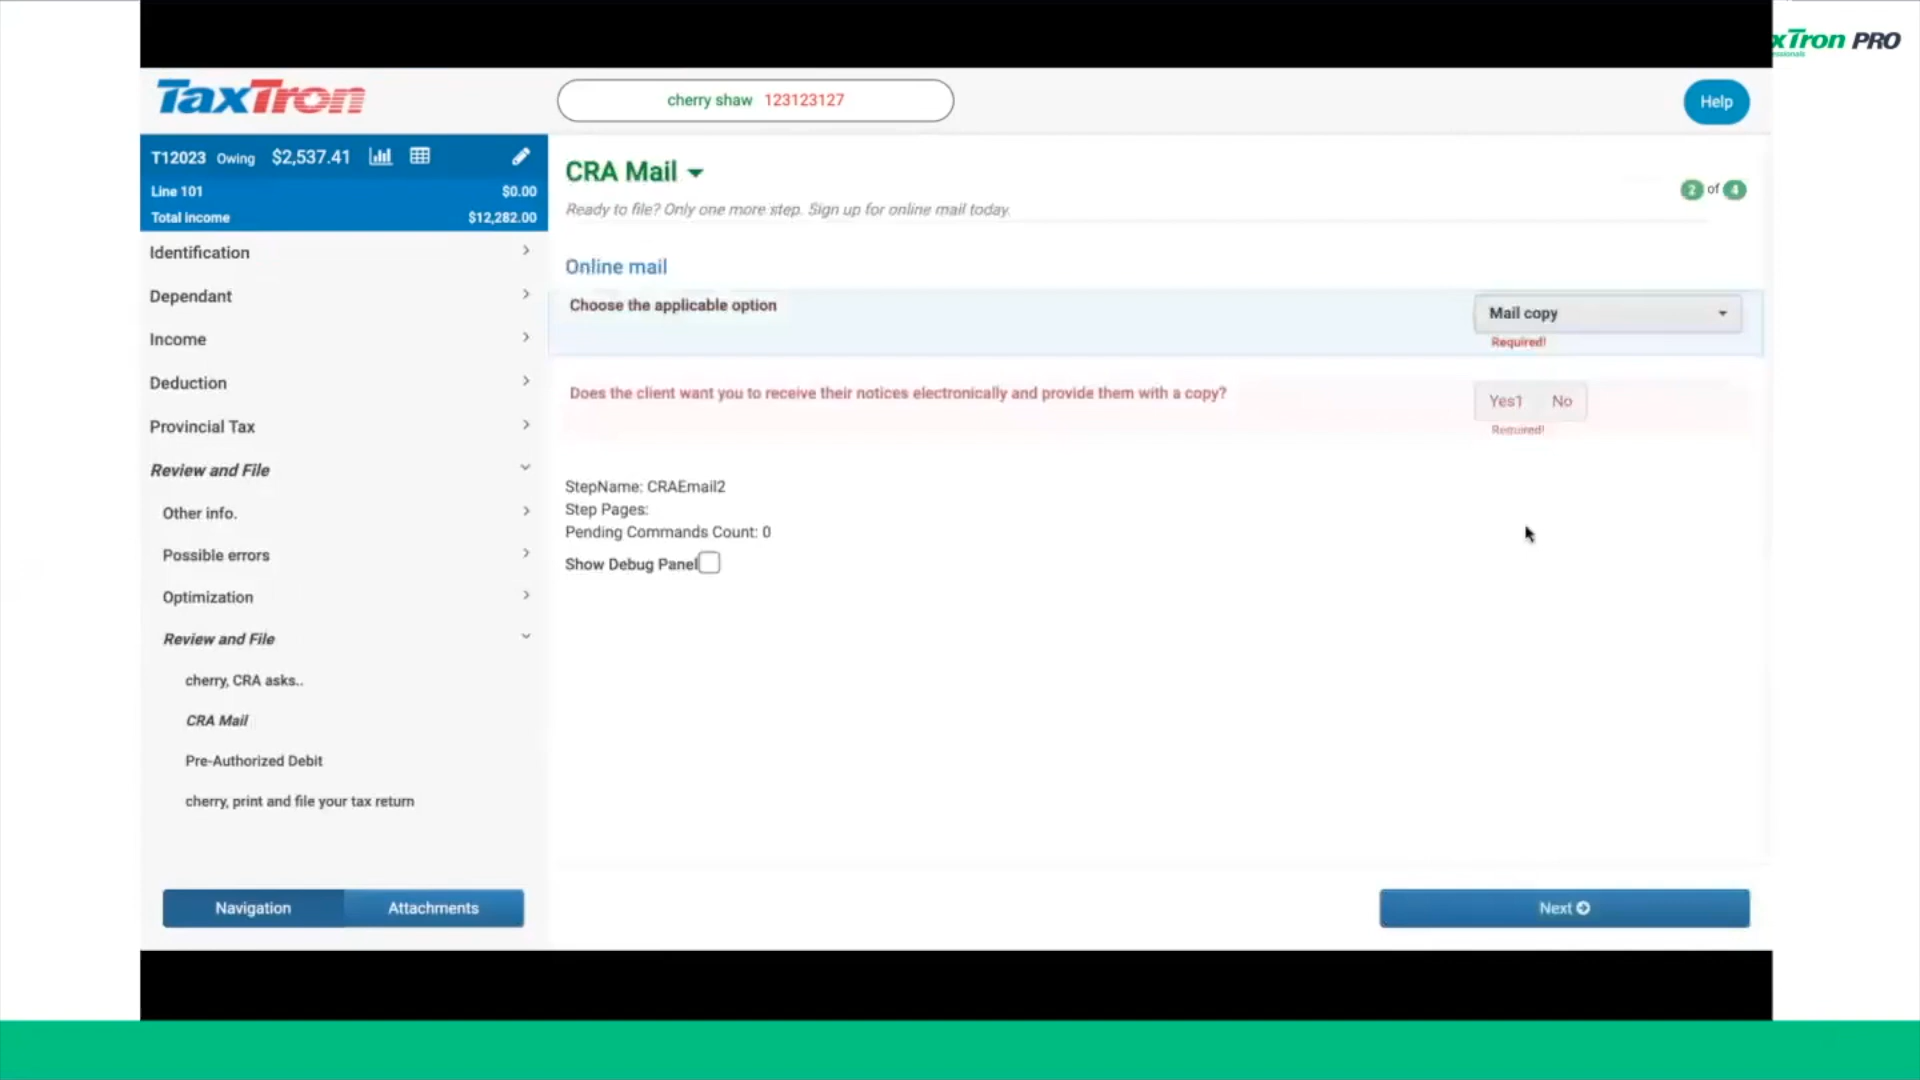 xTron PRO
TaxTron
cherry shaw 123123127
Help
T12023 Owing $2,537.41
Line 101 $0.00
Total income $12,282.00
Identification
Dependant
Income
Deduction
Provincial Tax
Review and File
Other info.
Possible errors
Optimization
Review and File
cherry, CRA asks..
CRA Mail
Pre-Authorized Debit
cherry, print and file your tax return
Navigation
Attachments
CRA Mail
2 of 4
Ready to file? Only one more step. Sign up for online mail today.
Online mail
Choose the applicable option
Mail copy
Required!
Does the client want you to receive their notices electronically and provide them with a copy?
Yes1 No
Required!
StepName: CRAEmail2
Step Pages:
Pending Commands Count: 0
Show Debug Panel
Next